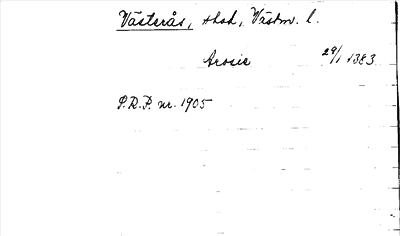 Västerås, stad, Västm. l.
Arosie 29/1 1383
S.R.P. nr. 1905